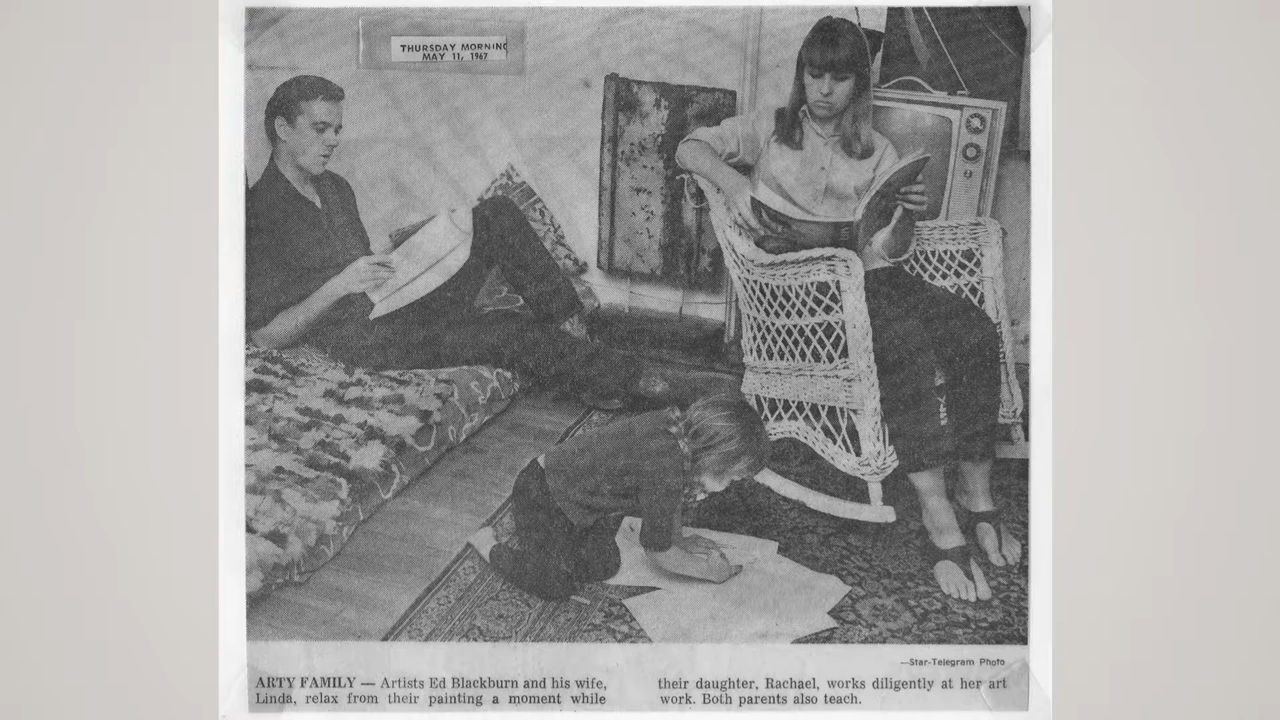 THURSDAY MORNING
MAY 11, 1967
—Star-Telegram Photo
ARTY FAMILY — Artists Ed Blackburn and his wife,
Linda, relax from their painting a moment while
their daughter, Rachael, works diligently at her art
work. Both parents also teach.